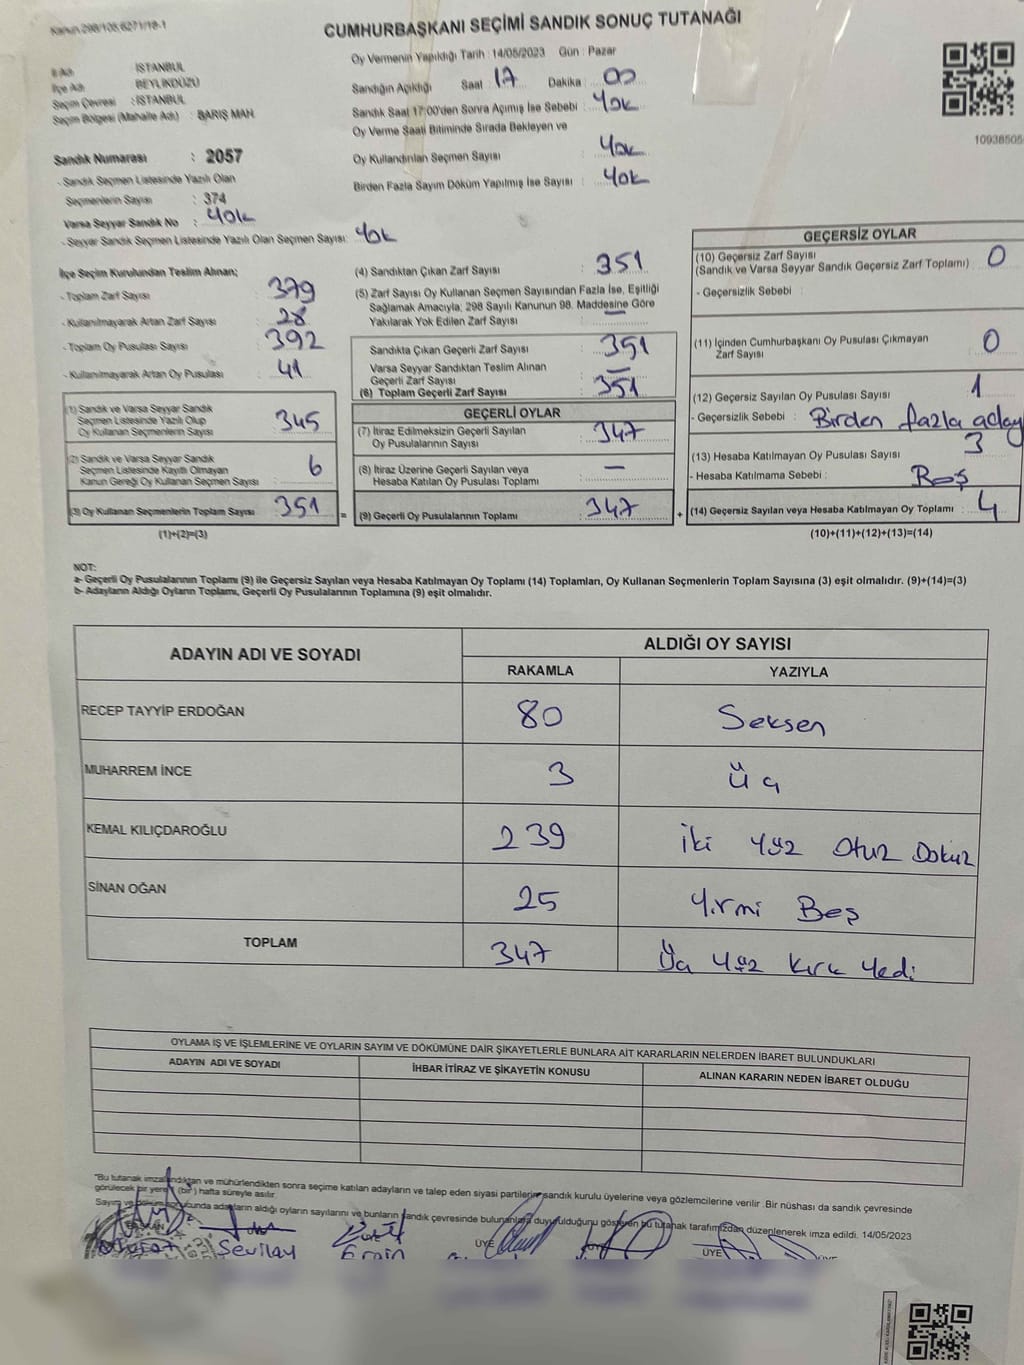 Kanun:298/105,6271/18-1
CUMHURBAŞKANI SEÇİMİ SANDIK SONUÇ TUTANAĞI
İl Adı : İSTANBUL
İlçe Adı : BEYLİKDÜZÜ
Seçim Çevresi : İSTANBUL
Seçim Bölgesi (Mahalle Adı) : BARIŞ MAH.
Sandık Numarası : 2057
- Sandık Seçmen Listesinde Yazılı Olan
Seçmenlerin Sayısı : 374
Varsa Seyyar Sandık No : Yok
- Seyyar Sandık Seçmen Listesinde Yazılı Olan Seçmen Sayısı: Yok
Oy Vermenin Yapıldığı Tarih : 14/05/2023 Gün : Pazar
Sandığın Açıldığı Saat : 17 Dakika : 00
Sandık Saat 17:00'den Sonra Açımış İse Sebebi : Yok
Oy Verme Saati Bitiminde Sırada Bekleyen ve
Oy Kullandırılan Seçmen Sayısı : Yok
Birden Fazla Sayım Döküm Yapılmış İse Sayısı : Yok
10938505
İlçe Seçim Kurulundan Teslim Alınan;
- Toplam Zarf Sayısı : 379
- Kullanılmayarak Artan Zarf Sayısı : 28
- Toplam Oy Pusulası Sayısı : 392
- Kullanılmayarak Artan Oy Pusulası : 41
(1) Sandık ve Varsa Seyyar Sandık
Seçmen Listesinde Yazılı Olup
Oy Kullanan Seçmenlerin Sayısı : 345
(2) Sandık ve Varsa Seyyar Sandık
Seçmen Listesinde Kayıtlı Olmayan
Kanun Gereği Oy Kullanan Seçmen Sayısı : 6
(3) Oy Kullanan Seçmenlerin Toplam Sayısı : 351 =
(1)+(2)=(3)
(4) Sandıktan Çıkan Zarf Sayısı : 351
(5) Zarf Sayısı Oy Kullanan Seçmen Sayısından Fazla İse, Eşitliği
Sağlamak Amacıyla; 298 Sayılı Kanunun 98. Maddesine Göre
Yakılarak Yok Edilen Zarf Sayısı : —
Sandıkta Çıkan Geçerli Zarf Sayısı : 351
Varsa Seyyar Sandıktan Teslim Alınan
Geçerli Zarf Sayısı : —
(6) Toplam Geçerli Zarf Sayısı : 351
GEÇERLİ OYLAR
(7) İtiraz Edilmeksizin Geçerli Sayılan
Oy Pusulalarının Sayısı : 347
(8) İtiraz Üzerine Geçerli Sayılan veya
Hesaba Katılan Oy Pusulası Toplamı : —
(9) Geçerli Oy Pusulalarının Toplamı : 347 +
GEÇERSİZ OYLAR
(10) Geçersiz Zarf Sayısı
(Sandık ve Varsa Seyyar Sandık Geçersiz Zarf Toplamı) : 0
- Geçersizlik Sebebi :
(11) İçinden Cumhurbaşkanı Oy Pusulası Çıkmayan
Zarf Sayısı : 0
(12) Geçersiz Sayılan Oy Pusulası Sayısı : 1
- Geçersizlik Sebebi : Birden fazla aday
(13) Hesaba Katılmayan Oy Pusulası Sayısı : 3
- Hesaba Katılmama Sebebi : Boş
(14) Geçersiz Sayılan veya Hesaba Katılmayan Oy Toplamı : 4
(10)+(11)+(12)+(13)=(14)
NOT:
a- Geçerli Oy Pusulalarının Toplamı (9) ile Geçersiz Sayılan veya Hesaba Katılmayan Oy Toplamı (14) Toplamları, Oy Kullanan Seçmenlerin Toplam Sayısına (3) eşit olmalıdır. (9)+(14)=(3)
b- Adayların Aldığı Oyların Toplamı, Geçerli Oy Pusulalarının Toplamına (9) eşit olmalıdır.
ADAYIN ADI VE SOYADI ALDIĞI OY SAYISI
RAKAMLA YAZIYLA
RECEP TAYYİP ERDOĞAN 80 Seksen
MUHARREM İNCE 3 Üç
KEMAL KILIÇDAROĞLU 239 İki yüz Otuz Dokuz
SİNAN OĞAN 25 Yirmi Beş
TOPLAM 347 Üç yüz Kırk Yedi
OYLAMA İŞ VE İŞLEMLERİNE VE OYLARIN SAYIM VE DÖKÜMÜNE DAİR ŞİKAYETLERLE BUNLARA AİT KARARLARIN NELERDEN İBARET BULUNDUKLARI
ADAYIN ADI VE SOYADI İHBAR İTİRAZ VE ŞİKAYETİN KONUSU ALINAN KARARIN NEDEN İBARET OLDUĞU
"Bu tutanak imzalandıktan ve mühürlendikten sonra seçime katılan adayların ve talep eden siyasi partilerin sandık kurulu üyelerine veya gözlemcilerine verilir. Bir nüshası da sandık çevresinde
görülecek bir yere (bir) hafta süreyle asılır.
Sayım ve döküm sonucunda adayların aldığı oyların sayılarını ve bunların sandık çevresinde bulunanlara duyurulduğunu gösteren bu tutanak tarafımızdan düzenlenerek imza edildi. 14/05/2023
BAŞKAN
Sevilay
ÜYE
ÜYE
ÜYE